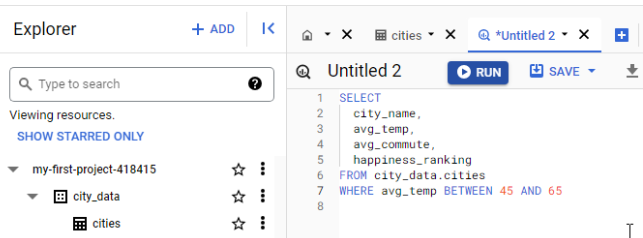 Explorer
+ ADD
Type to search
Viewing resources.
SHOW STARRED ONLY
my-first-project-418415
city_data
cities
cities
*Untitled 2
Untitled 2
RUN
SAVE
1 SELECT
2 city_name,
3 avg_temp,
4 avg_commute,
5 happiness_ranking
6 FROM city_data.cities
7 WHERE avg_temp BETWEEN 45 AND 65
8